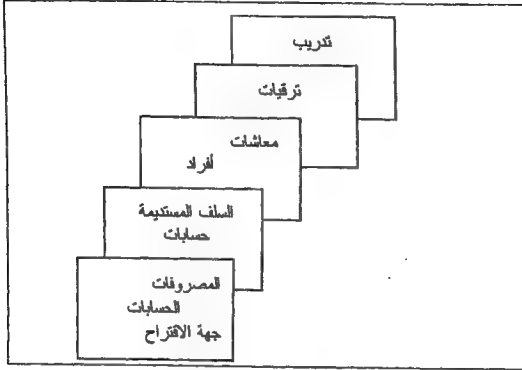 تدريب
ترقيات
معاشات
أفراد
السلف المستديمة
حسابات
المصروفات
الحسابات
جهة الاقتراح